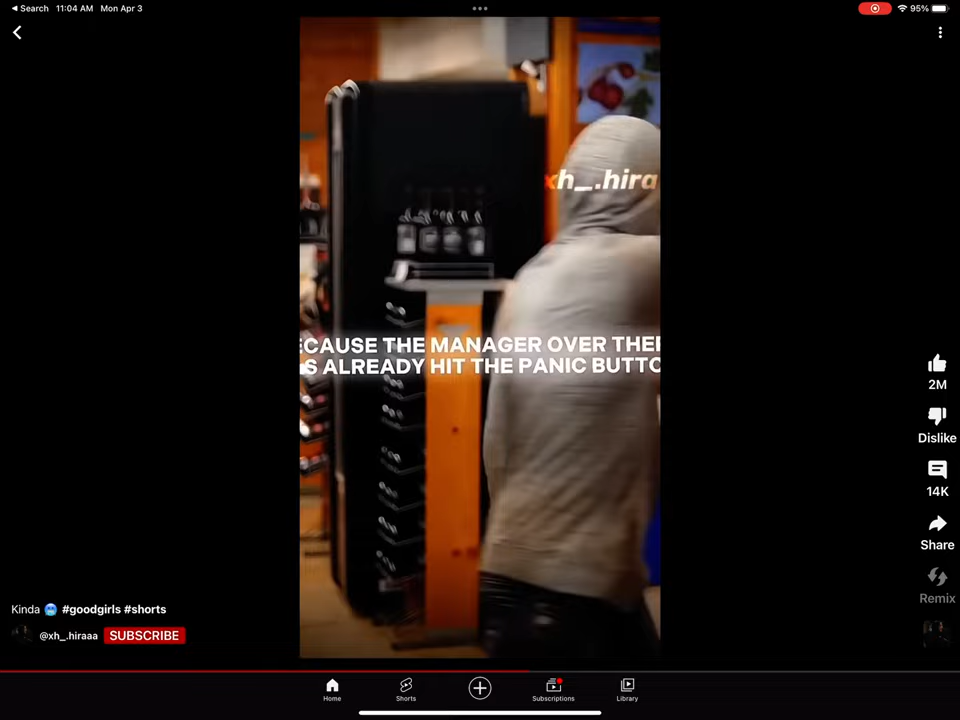 Search 11:04 AM Mon Apr 3
95%
xh_.hira
ECAUSE THE MANAGER OVER THER
S ALREADY HIT THE PANIC BUTTO
2M
Dislike
14K
Share
Remix
Kinda 🥶 #goodgirls #shorts
@xh_.hiraaa SUBSCRIBE
Home Shorts Subscriptions Library